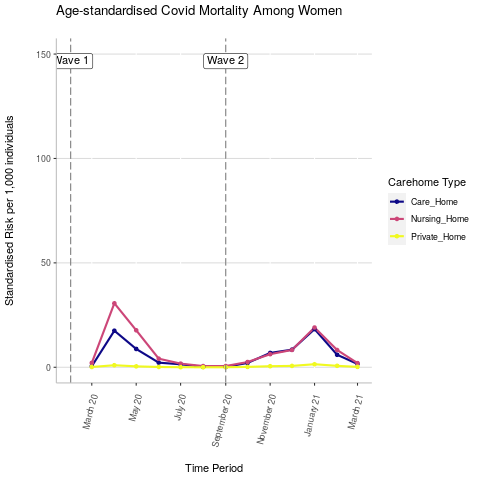 Age-standardised Covid Mortality Among Women
Standardised Risk per 1,000 individuals
150
100
50
0
Wave 1
Wave 2
March 20
May 20
July 20
September 20
November 20
January 21
March 21
Time Period
Carehome Type
Care_Home
Nursing_Home
Private_Home